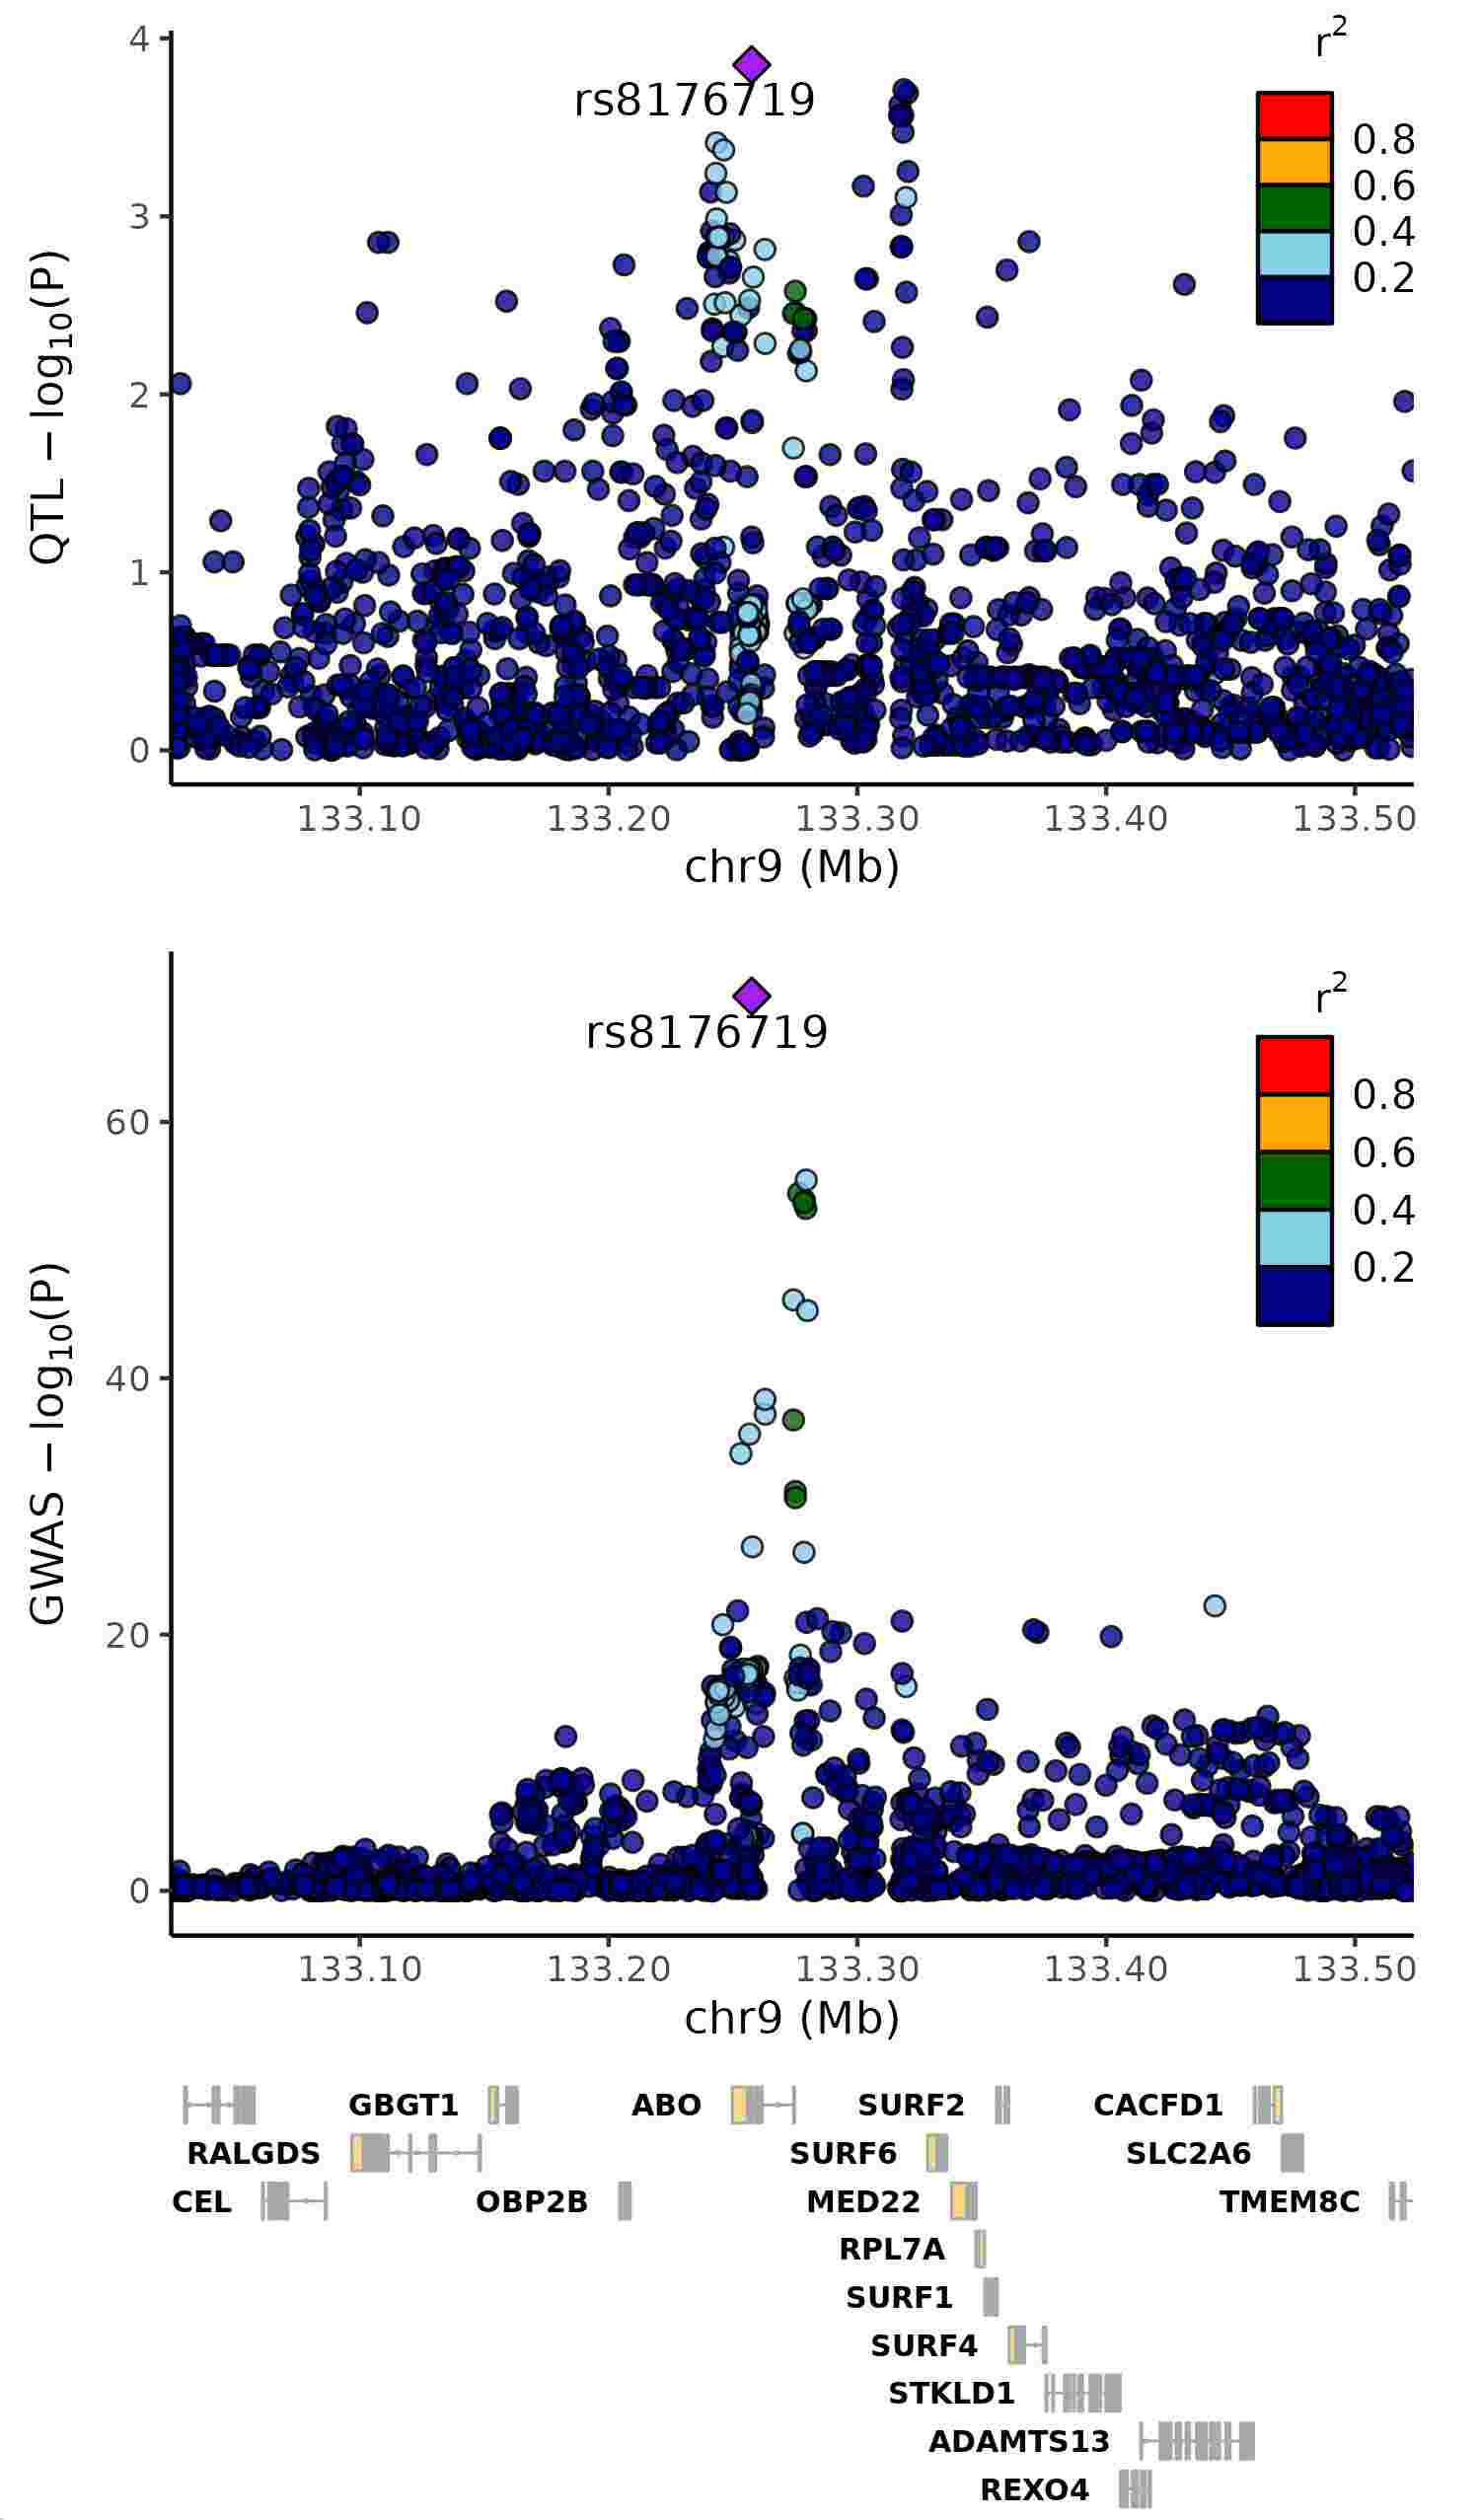 r²
4
rs8176719
0.8
0.6
3
0.4
0.2
QTL −log₁₀(P)
2
1
0
133.10 133.20 133.30 133.40 133.50
chr9 (Mb)
r²
rs8176719
0.8
60
0.6
0.4
0.2
GWAS −log₁₀(P)
40
20
0
133.10 133.20 133.30 133.40 133.50
chr9 (Mb)
GBGT1 ABO SURF2 CACFD1
RALGDS SURF6 SLC2A6
CEL OBP2B MED22 TMEM8C
RPL7A
SURF1
SURF4
STKLD1
ADAMTS13
REXO4